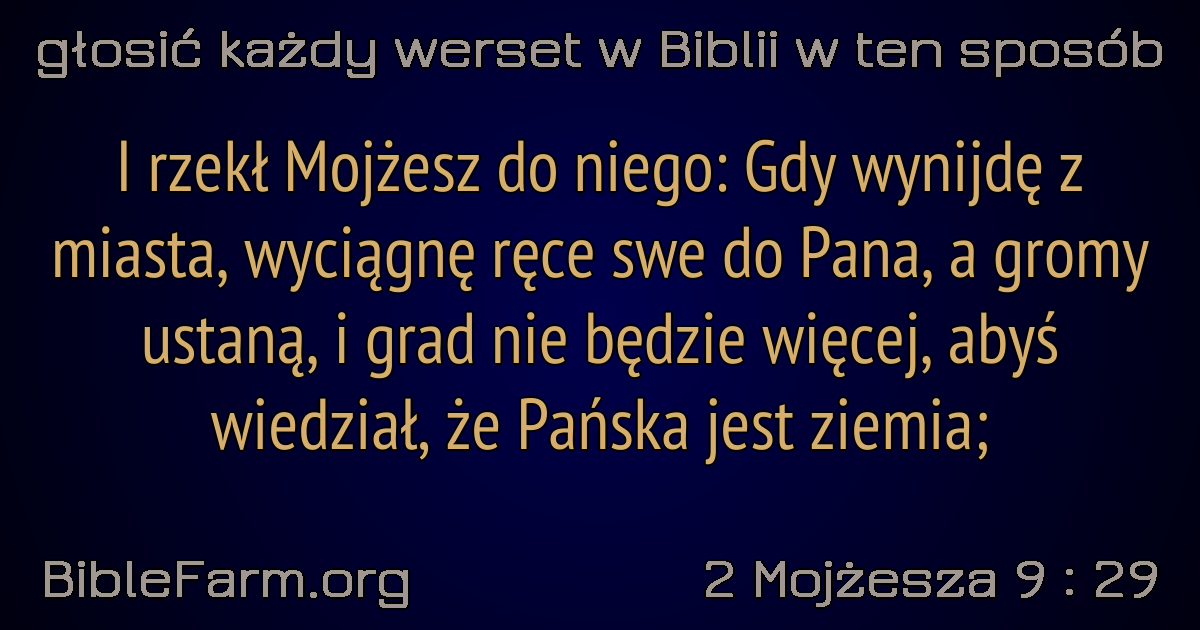 głosić każdy werset w Biblii w ten sposób
I rzekł Mojżesz do niego: Gdy wynijdę z
miasta, wyciągnę ręce swe do Pana, a gromy
ustaną, i grad nie będzie więcej, abyś
wiedział, że Pańska jest ziemia;
BibleFarm.org
2 Mojżesza 9 : 29